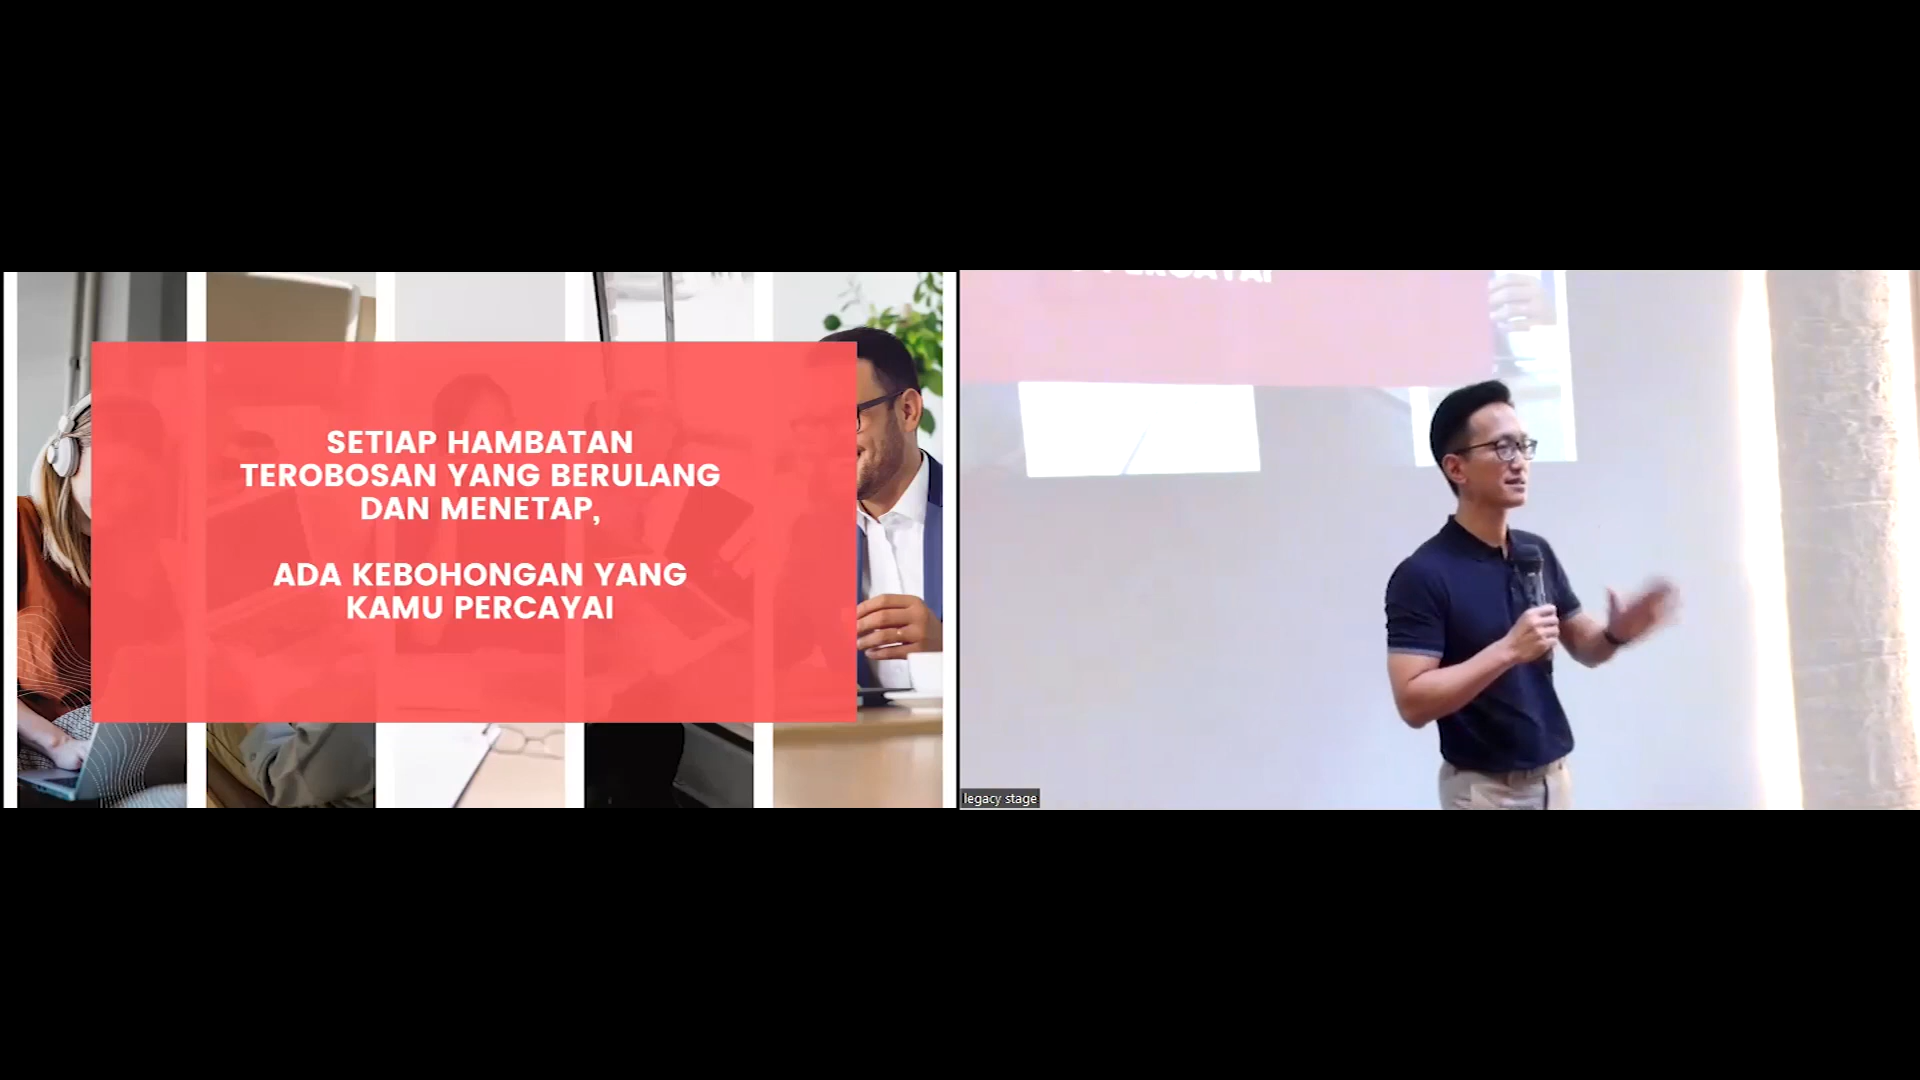 SETIAP HAMBATAN
TEROBOSAN YANG BERULANG
DAN MENETAP,
ADA KEBOHONGAN YANG
KAMU PERCAYAI
legacy stage